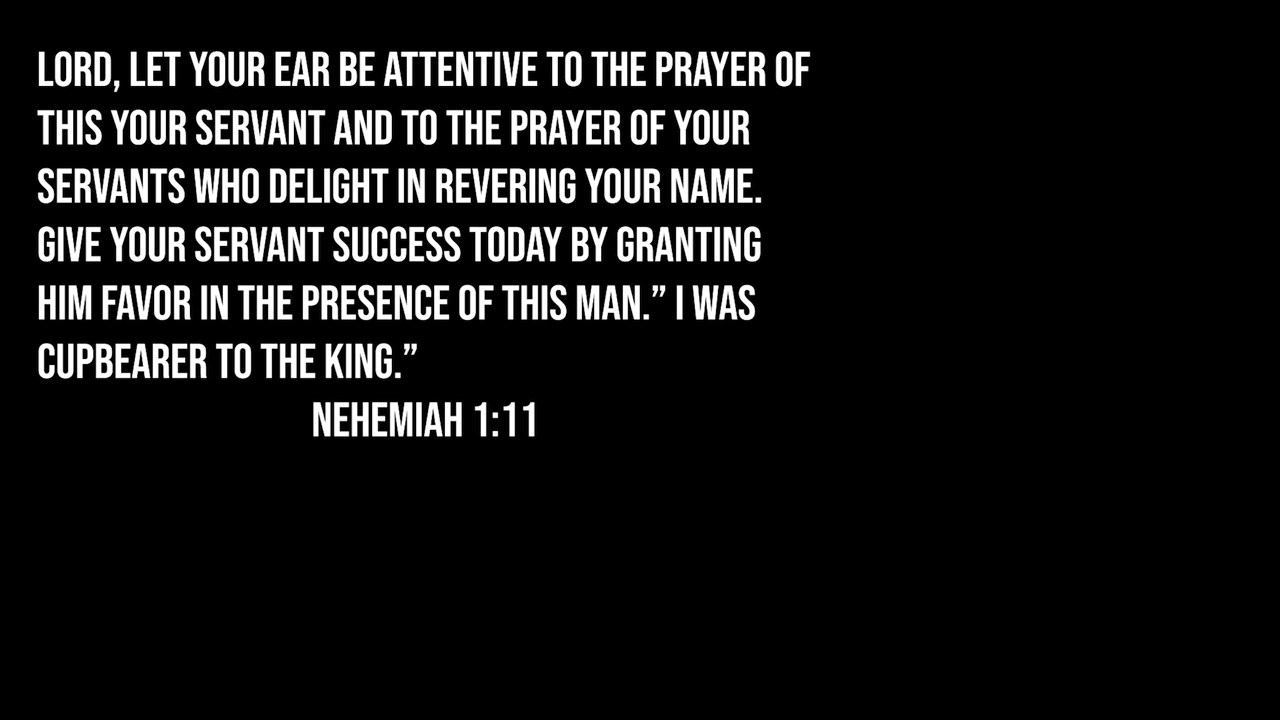 LORD, LET YOUR EAR BE ATTENTIVE TO THE PRAYER OF
THIS YOUR SERVANT AND TO THE PRAYER OF YOUR
SERVANTS WHO DELIGHT IN REVERING YOUR NAME.
GIVE YOUR SERVANT SUCCESS TODAY BY GRANTING
HIM FAVOR IN THE PRESENCE OF THIS MAN.” I WAS
CUPBEARER TO THE KING.”
NEHEMIAH 1:11